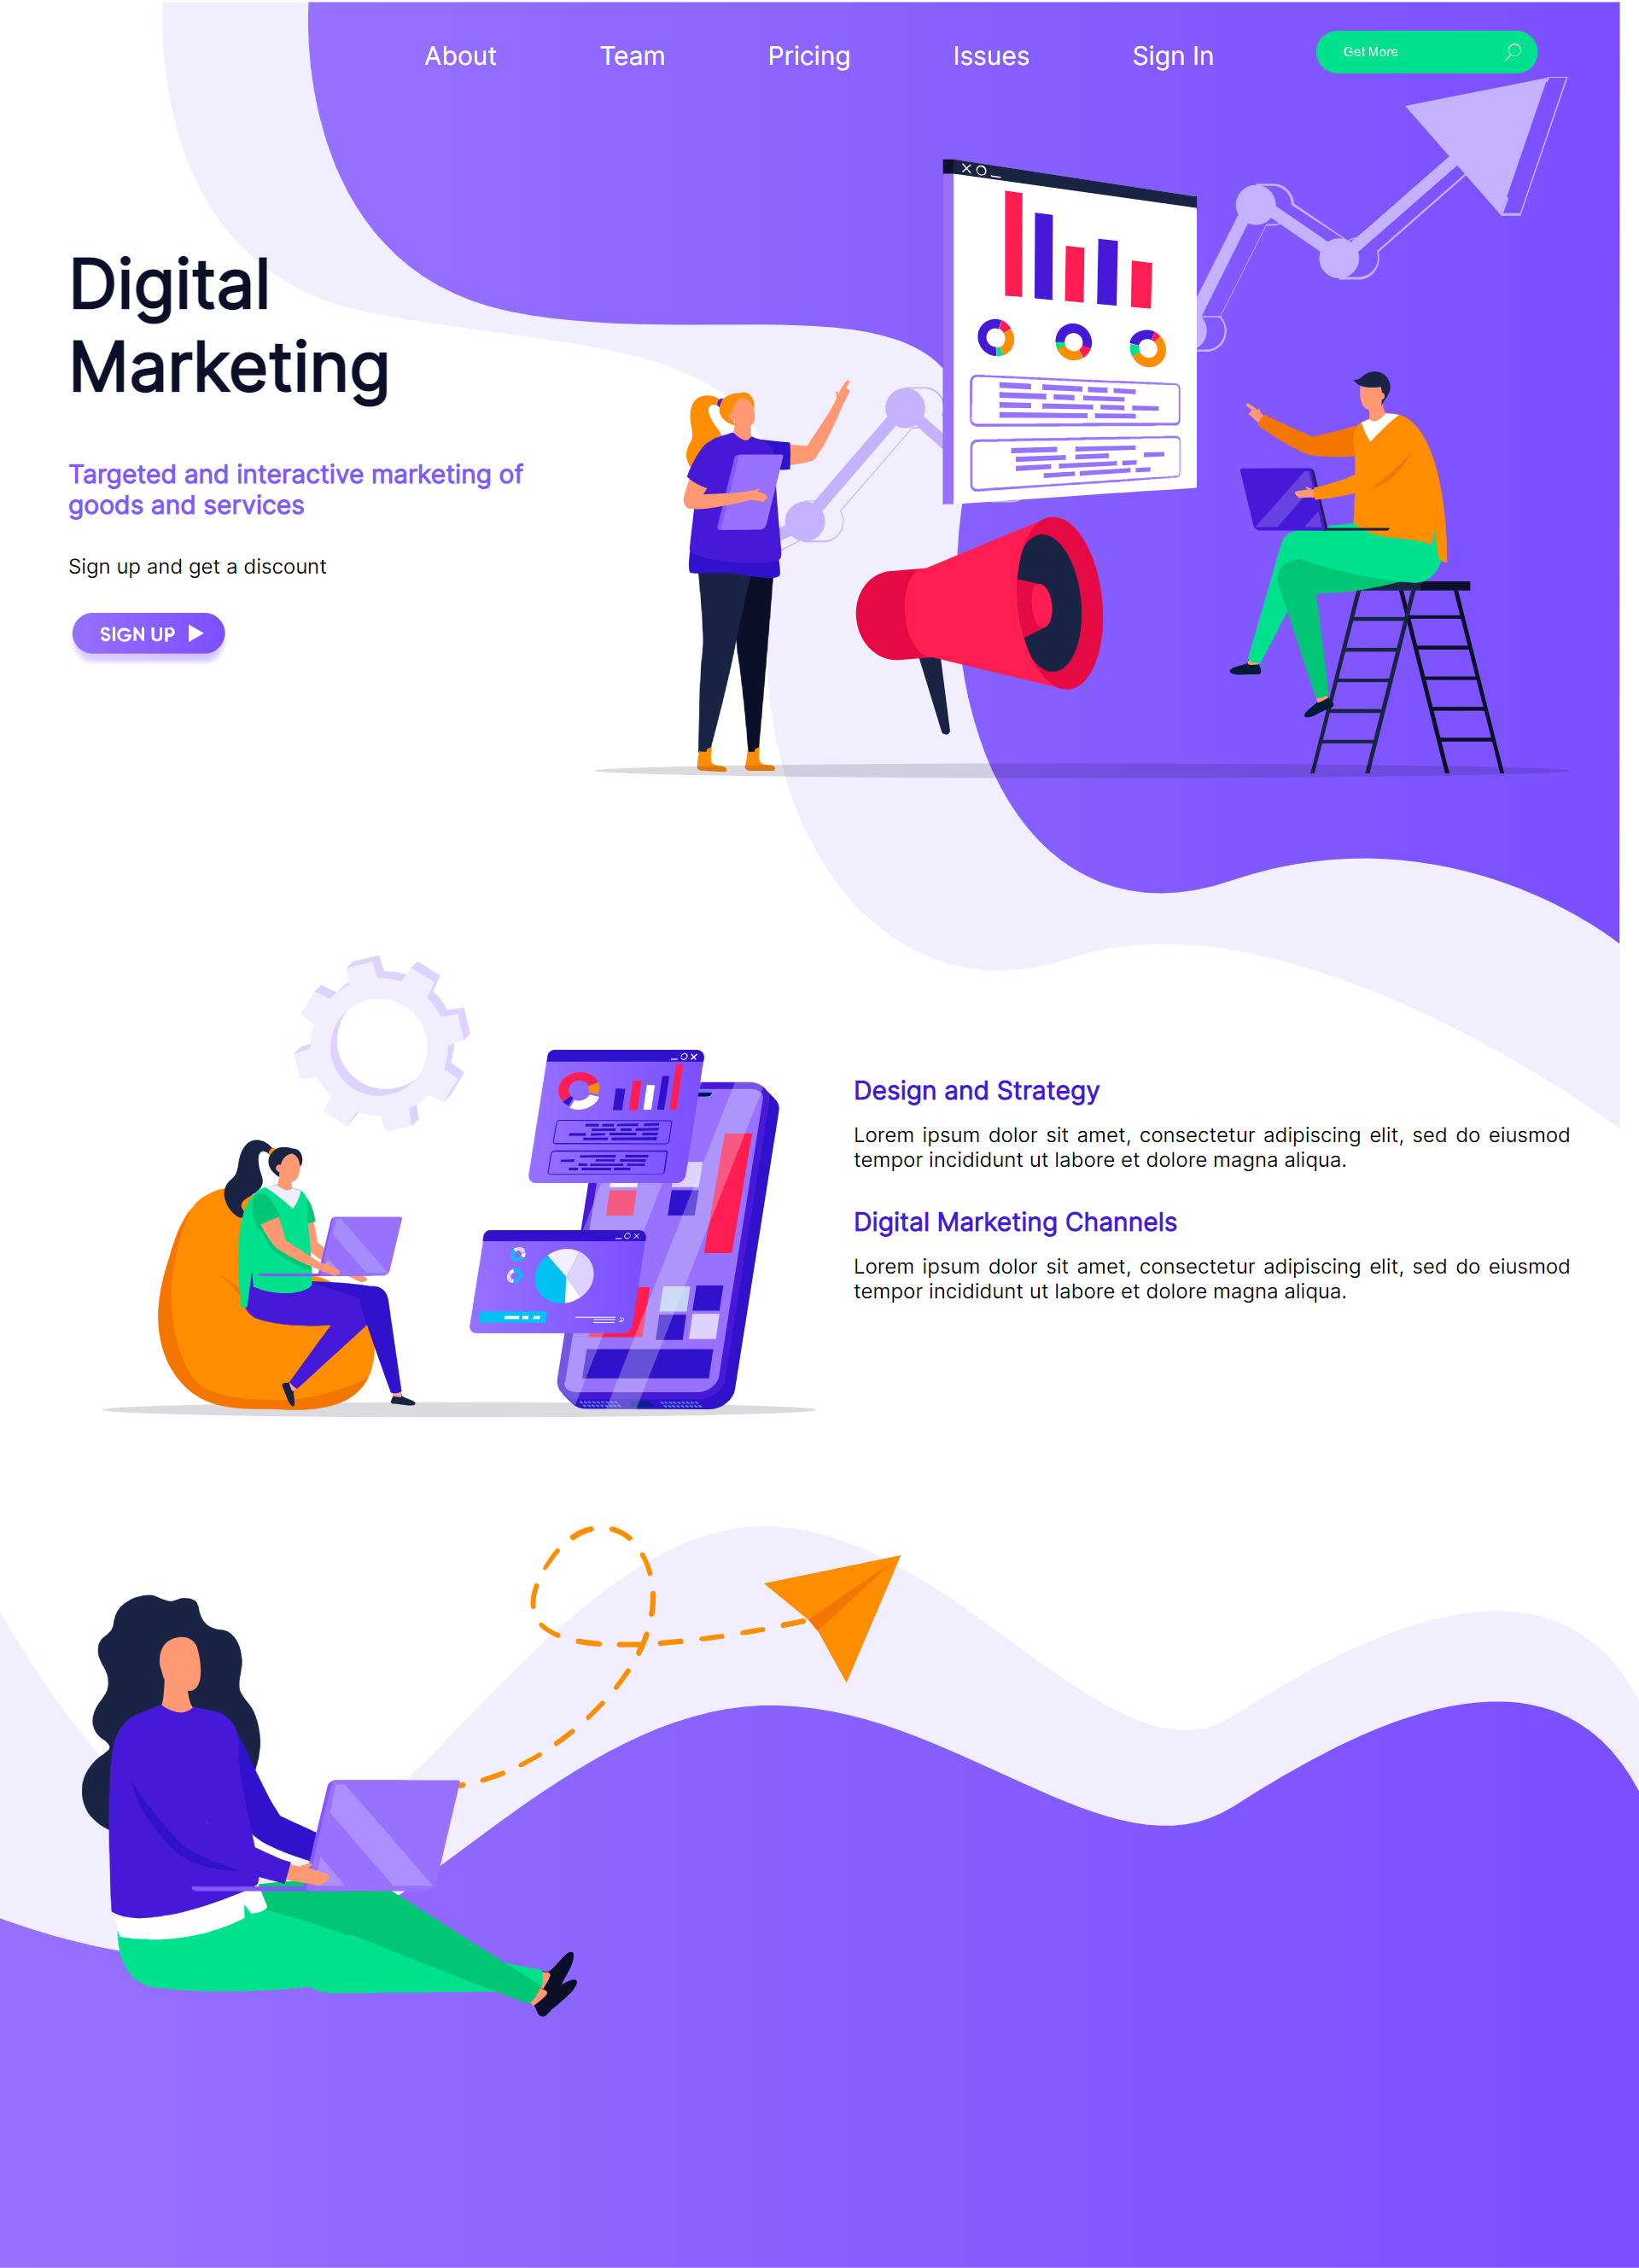 About Team Pricing Issues Sign In Get More
Digital
Marketing
Targeted and interactive marketing of
goods and services
Sign up and get a discount
SIGN UP
Design and Strategy
Lorem ipsum dolor sit amet, consectetur adipiscing elit, sed do eiusmod
tempor incididunt ut labore et dolore magna aliqua.
Digital Marketing Channels
Lorem ipsum dolor sit amet, consectetur adipiscing elit, sed do eiusmod
tempor incididunt ut labore et dolore magna aliqua.